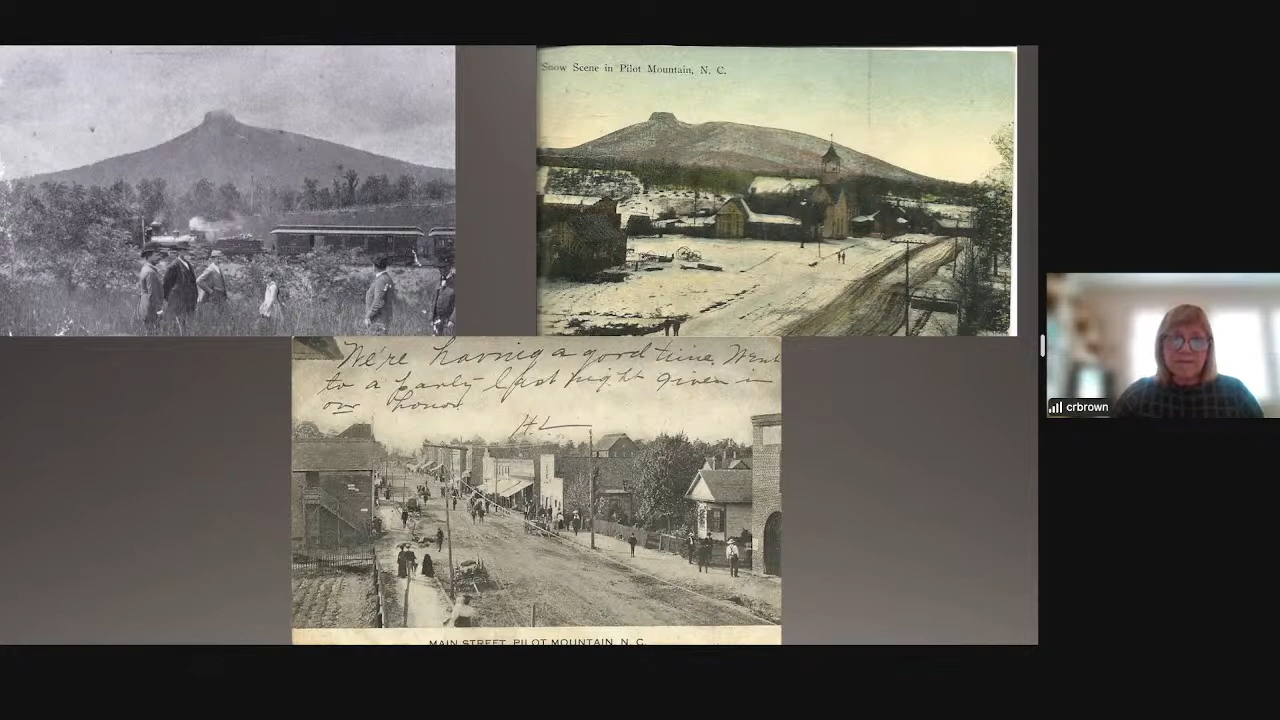 Snow Scene in Pilot Mountain, N. C.
We're having a good time. Went
to a party last night given in
our honor.
H.L.
MAIN STREET, PILOT MOUNTAIN, N. C.
crbrown